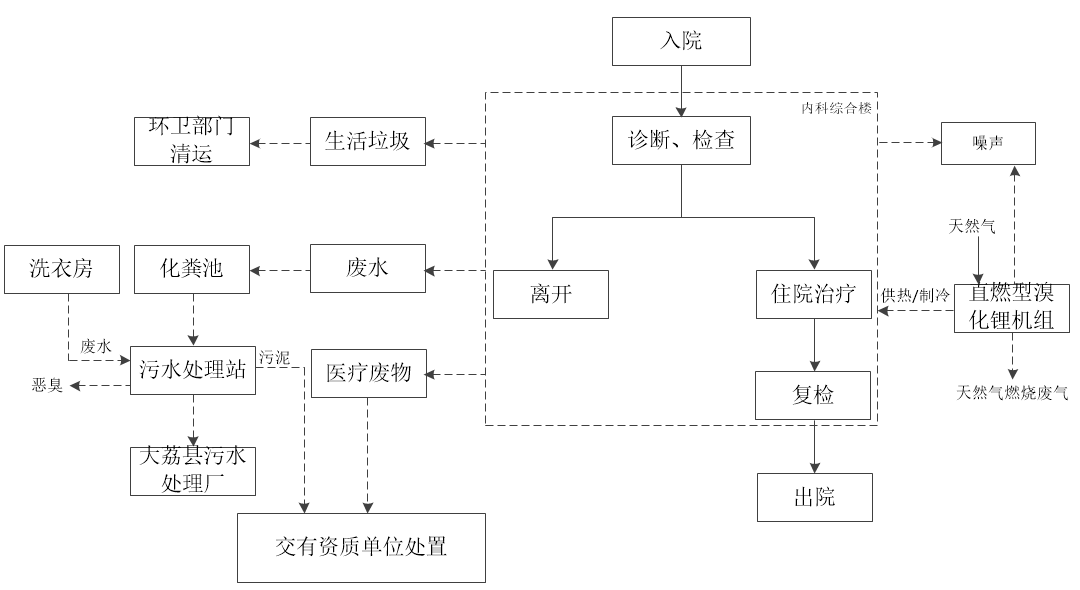 入院
内科综合楼
环卫部门
清运
生活垃圾
诊断、检查
噪声
天然气
洗衣房
化粪池
废水
离开
住院治疗
供热/制冷
直燃型溴
化锂机组
废水
污水处理站
污泥
医疗废物
恶臭
复检
天然气燃烧废气
大荔县污水
处理厂
出院
交有资质单位处置